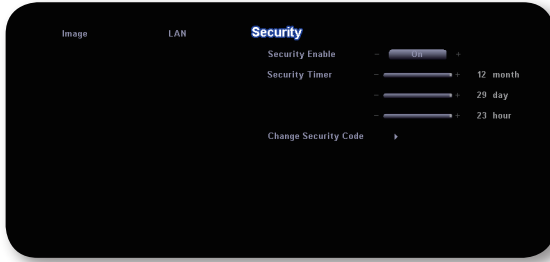 Image LAN Security
Security Enable - On +
Security Timer - + 12 month
- + 29 day
- + 23 hour
Change Security Code